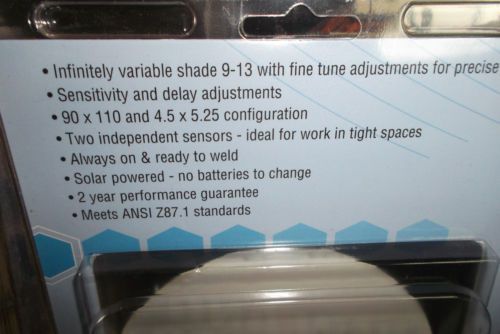 • Infinitely variable shade 9-13 with fine tune adjustments for precise
• Sensitivity and delay adjustments
• 90 x 110 and 4.5 x 5.25 configuration
• Two independent sensors - ideal for work in tight spaces
• Always on & ready to weld
• Solar powered - no batteries to change
• 2 year performance guarantee
• Meets ANSI Z87.1 standards